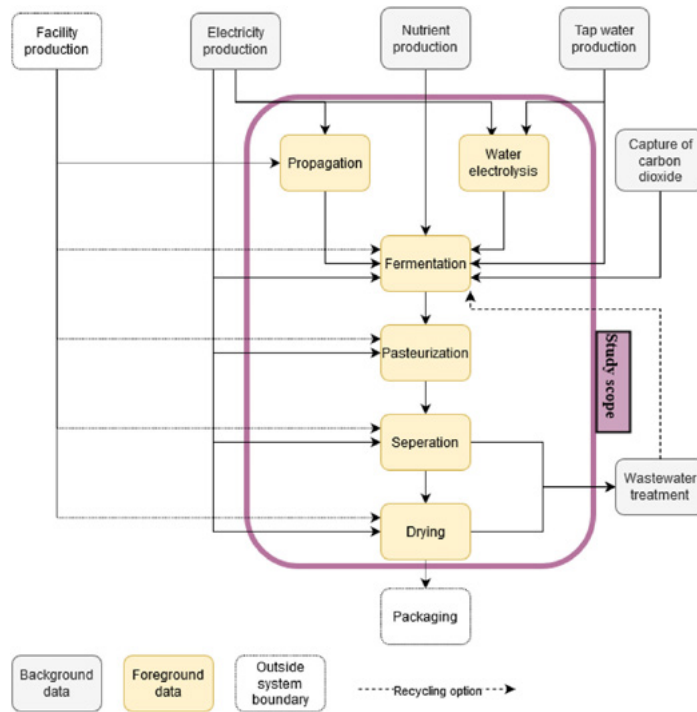 Facility
production
Electricity
production
Nutrient
production
Tap water
production
Propagation
Water
electrolysis
Capture of
carbon
dioxide
Fermentation
Pasteurization
Study scope
Seperation
Wastewater
treatment
Drying
Packaging
Background
data
Foreground
data
Outside
system
boundary
Recycling option